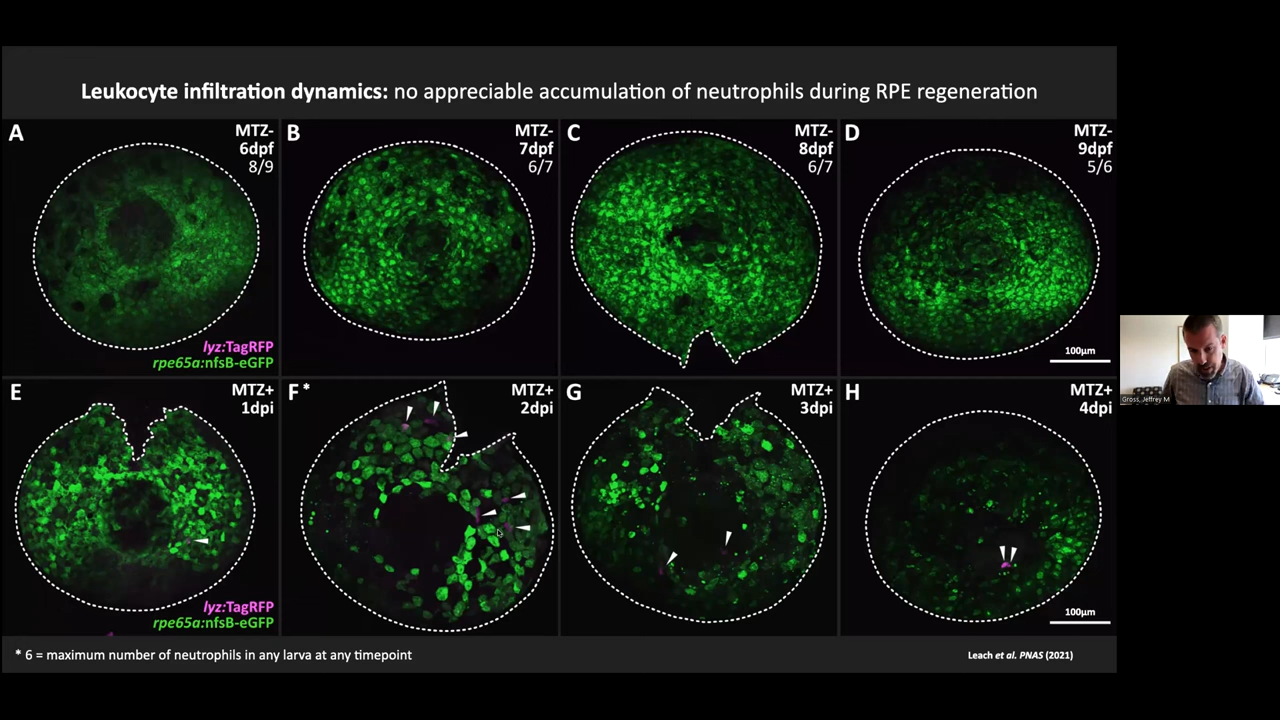 Leukocyte infiltration dynamics: no appreciable accumulation of neutrophils during RPE regeneration
A
MTZ-
6dpf
8/9
lyz:TagRFP
rpe65a:nfsB-eGFP
B
MTZ-
7dpf
6/7
C
MTZ-
8dpf
6/7
D
MTZ-
9dpf
5/6
100µm
E
MTZ+
1dpi
lyz:TagRFP
rpe65a:nfsB-eGFP
F*
MTZ+
2dpi
G
MTZ+
3dpi
H
MTZ+
4dpi
100µm
* 6 = maximum number of neutrophils in any larva at any timepoint
Leach et al. PNAS (2021)
Gross, Jeffrey M